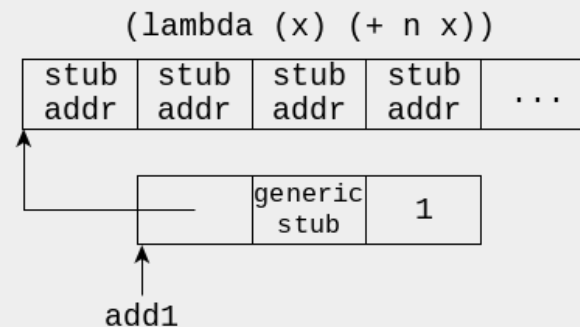 (lambda (x) (+ n x))
stub stub stub stub
addr addr addr addr ...
generic
stub 1
add1